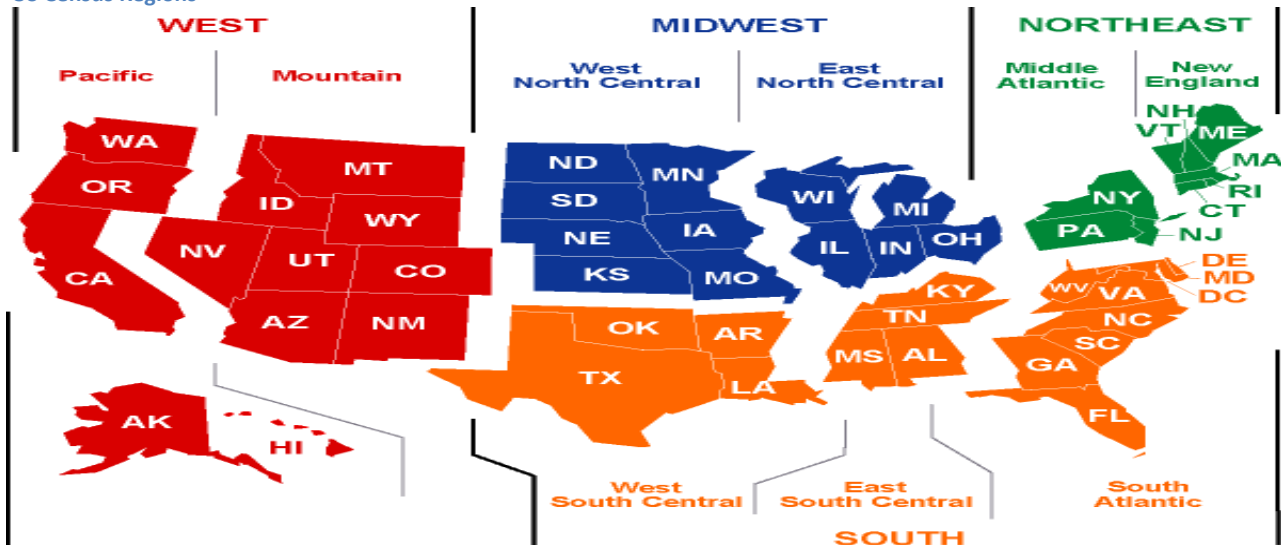 US Census Regions
WEST
MIDWEST
NORTHEAST
Pacific
Mountain
West
North Central
East
North Central
Middle
Atlantic
New
England
WA
OR
CA
NV
ID
MT
WY
UT
CO
AZ
NM
AK
HI
ND
SD
NE
KS
MN
IA
MO
WI
MI
IL
IN
OH
NH
VT
ME
MA
RI
CT
NY
PA
NJ
DE
MD
DC
WV
VA
NC
SC
GA
FL
KY
TN
MS
AL
OK
AR
TX
LA
West
South Central
East
South Central
South
Atlantic
SOUTH